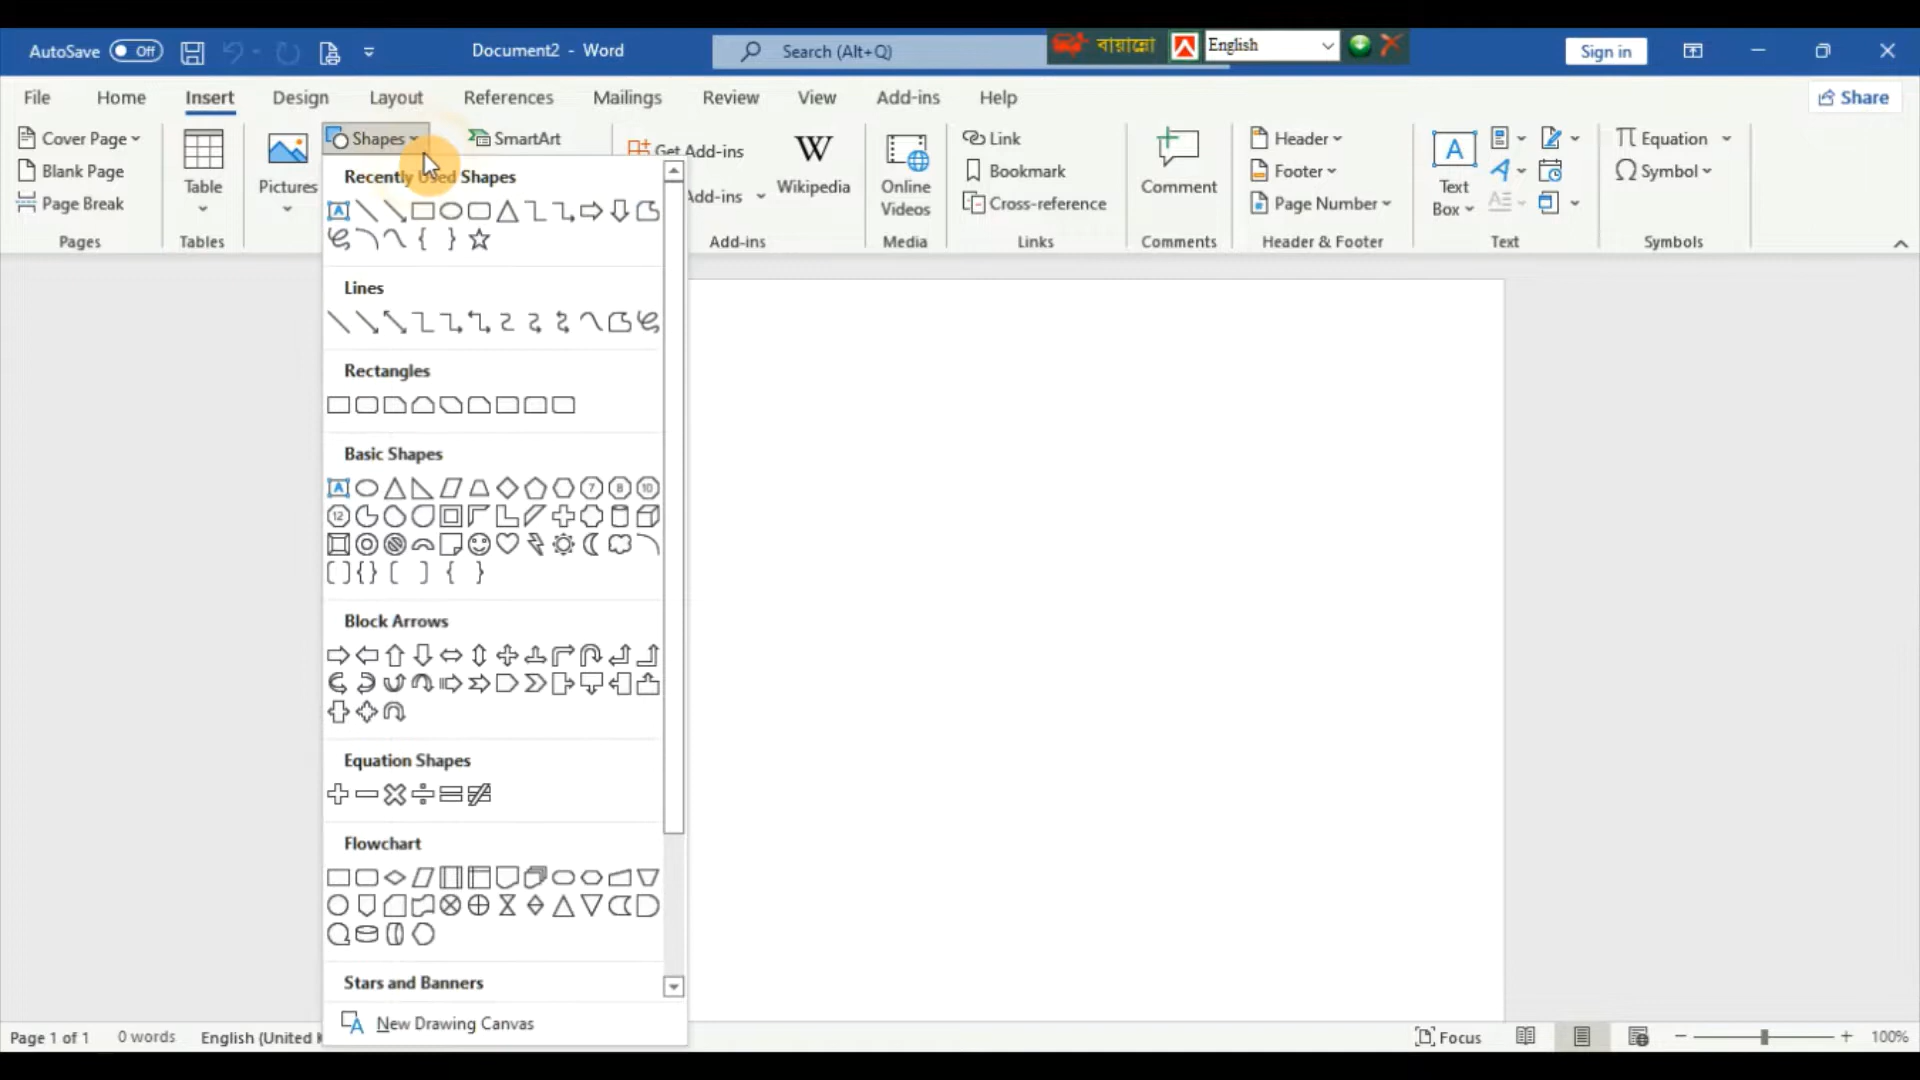 AutoSave Off Document2 - Word Search (Alt+Q) বায়ান্নো English Sign in
File Home Insert Design Layout References Mailings Review View Add-ins Help Share
Cover Page
Blank Page
Page Break
Pages
Table
Tables
Pictures
Shapes
SmartArt
Get Add-ins
Add-ins
Add-ins
W
Wikipedia
Online
Videos
Media
Link
Bookmark
Cross-reference
Links
Comment
Comments
Header
Footer
Page Number
Header & Footer
A
Text
Box
Text
Equation
Symbol
Symbols
Recently Used Shapes
Lines
Rectangles
Basic Shapes
7 8 10
12
Block Arrows
Equation Shapes
Flowchart
Stars and Banners
New Drawing Canvas
Page 1 of 1 0 words English (United Focus 100%